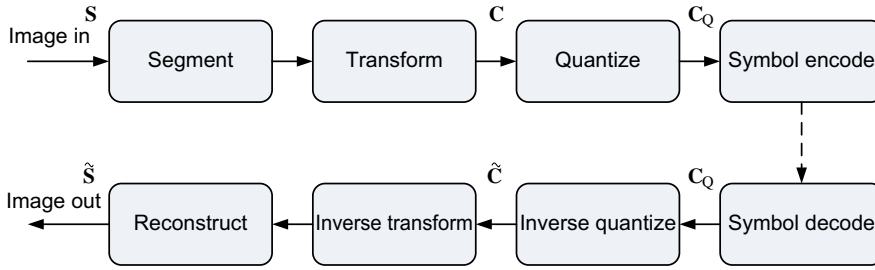 S C C_Q
Image in
Segment Transform Quantize Symbol encode
S̃ C̃ C_Q
Image out
Reconstruct Inverse transform Inverse quantize Symbol decode